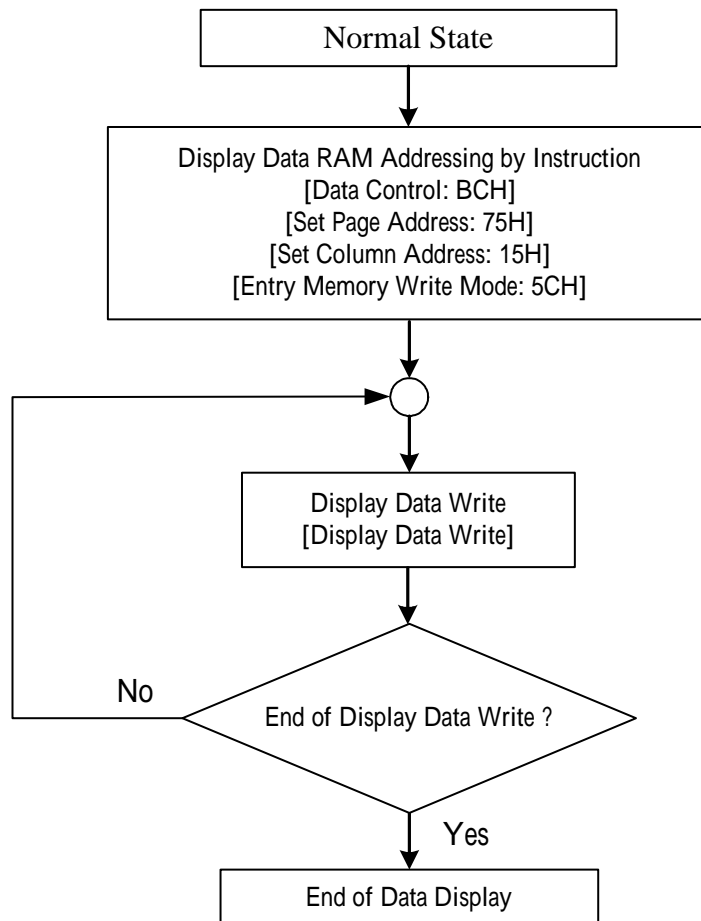 Normal State
Display Data RAM Addressing by Instruction
[Data Control: BCH]
[Set Page Address: 75H]
[Set Column Address: 15H]
[Entry Memory Write Mode: 5CH]
Display Data Write
[Display Data Write]
No
End of Display Data Write ?
Yes
End of Data Display